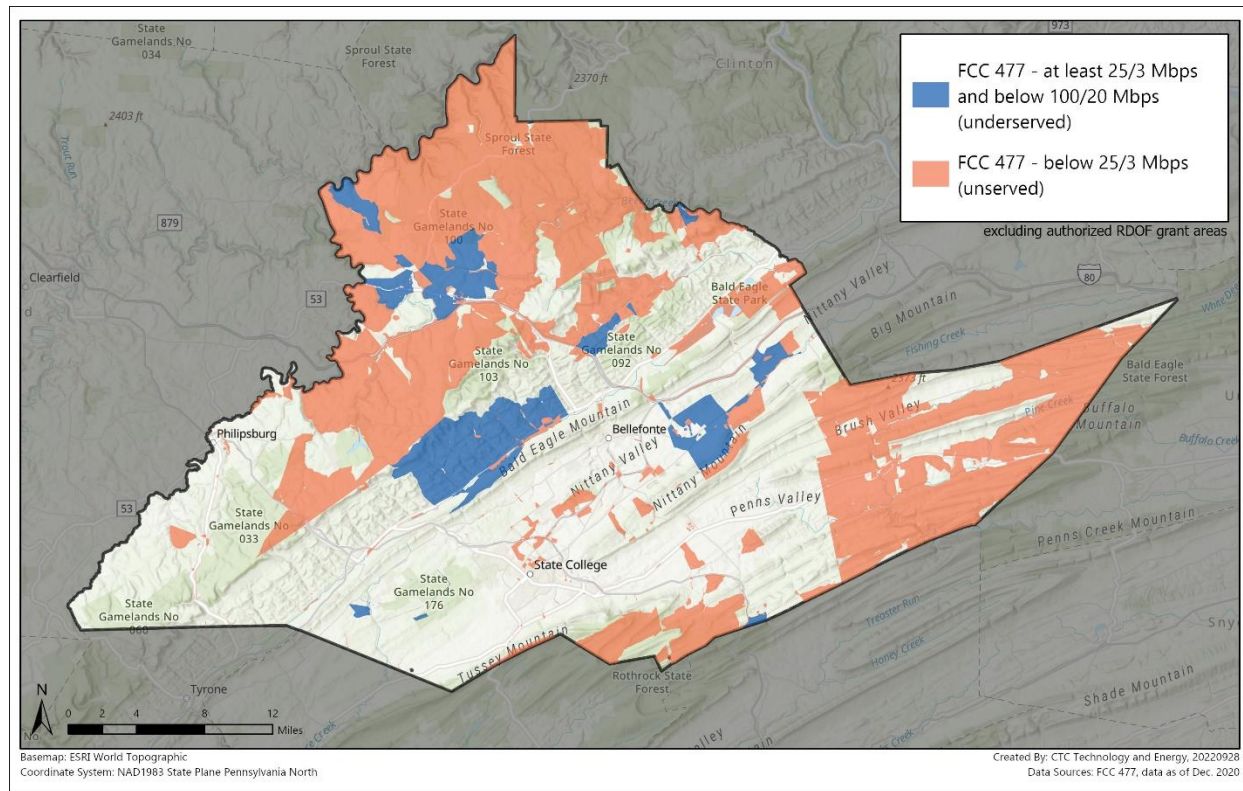 State
Gamelands No
034
Sproul State
Forest
2370 ft
Clinton
973
2403 ft
Trout Run
879
Clearfield
53
FCC 477 - at least 25/3 Mbps
and below 100/20 Mbps
(underserved)
FCC 477 - below 25/3 Mbps
(unserved)
excluding authorized RDOF grant areas
Sproul State
Forest
State
Gamelands No
100
Bald Eagle
State Park
Nittany Valley
80
Big Mountain
Fishing Creek
White Deer
Bald Eagle
State Forest
State
Gamelands No
103
State
Gamelands No
092
2373 ft
Brush Valley
Pine Creek
Buffalo
Mountain
Buffalo Creek
Philipsburg
Bald Eagle Mountain
Bellefonte
Nittany Valley
Nittany Mountain
Penns Valley
53
State
Gamelands No
033
State College
Penns Creek Mountain
State
Gamelands No
176
State
Gamelands No
060
Tussey Mountain
Treaster Run
Honey Creek
Rothrock State
Forest
Shade Mountain
Tyrone
N
0 2 4 8 12
Miles
Basemap: ESRI World Topographic
Coordinate System: NAD1983 State Plane Pennsylvania North
Created By: CTC Technology and Energy, 20220928
Data Sources: FCC 477, data as of Dec. 2020